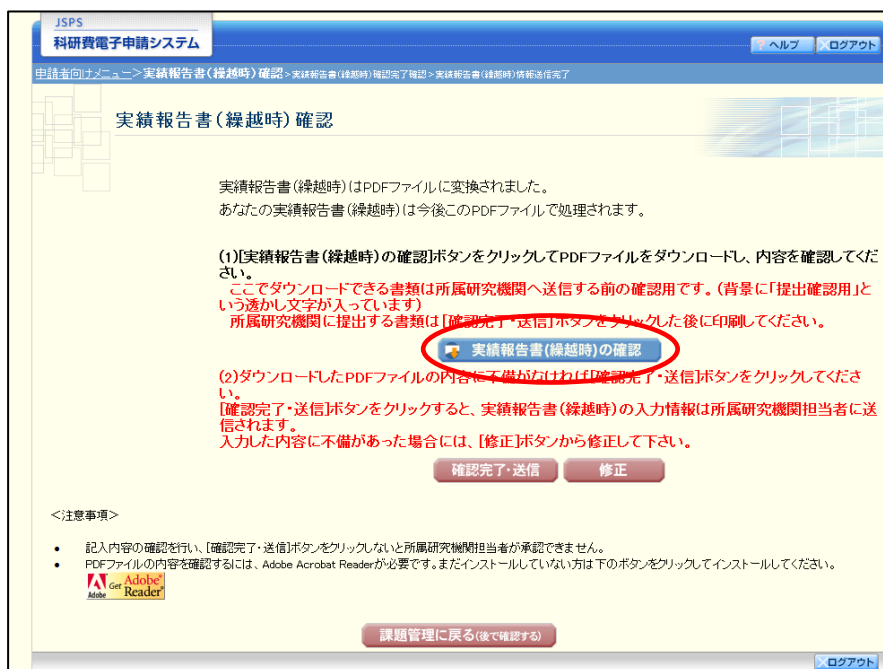 JSPS
科研費電子申請システム
? ヘルプ
×ログアウト
申請者向けメニュー>実績報告書(繰越時)確認>実績報告書(繰越時)確認完了確認>実績報告書(繰越時)情報送信完了
実績報告書(繰越時)確認
実績報告書(繰越時)はPDFファイルに変換されました。
あなたの実績報告書(繰越時)は今後このPDFファイルで処理されます。
(1)[実績報告書(繰越時)の確認]ボタンをクリックしてPDFファイルをダウンロードし、内容を確認してくだ
さい。
ここでダウンロードできる書類は所属研究機関へ送信する前の確認用です。(背景に「提出確認用」と
いう透かし文字が入っています)
所属研究機関に提出する書類は[確認完了・送信]ボタンをクリックした後に印刷してください。
実績報告書(繰越時)の確認
(2)ダウンロードしたPDFファイルの内容に不備がなければ[確認完了・送信]ボタンをクリックしてくださ
い。
[確認完了・送信]ボタンをクリックすると、実績報告書(繰越時)の入力情報は所属研究機関担当者に送
信されます。
入力した内容に不備があった場合には、[修正]ボタンから修正して下さい。
確認完了・送信
修正
<注意事項>
• 記入内容の確認を行い、[確認完了・送信]ボタンをクリックしないと所属研究機関担当者が承認できません。
• PDFファイルの内容を確認するには、Adobe Acrobat Readerが必要です。まだインストールしていない方は下のボタンをクリックしてインストールしてください。
Adobe
Get Adobe
Reader
課題管理に戻る(後で確認する)
×ログアウト